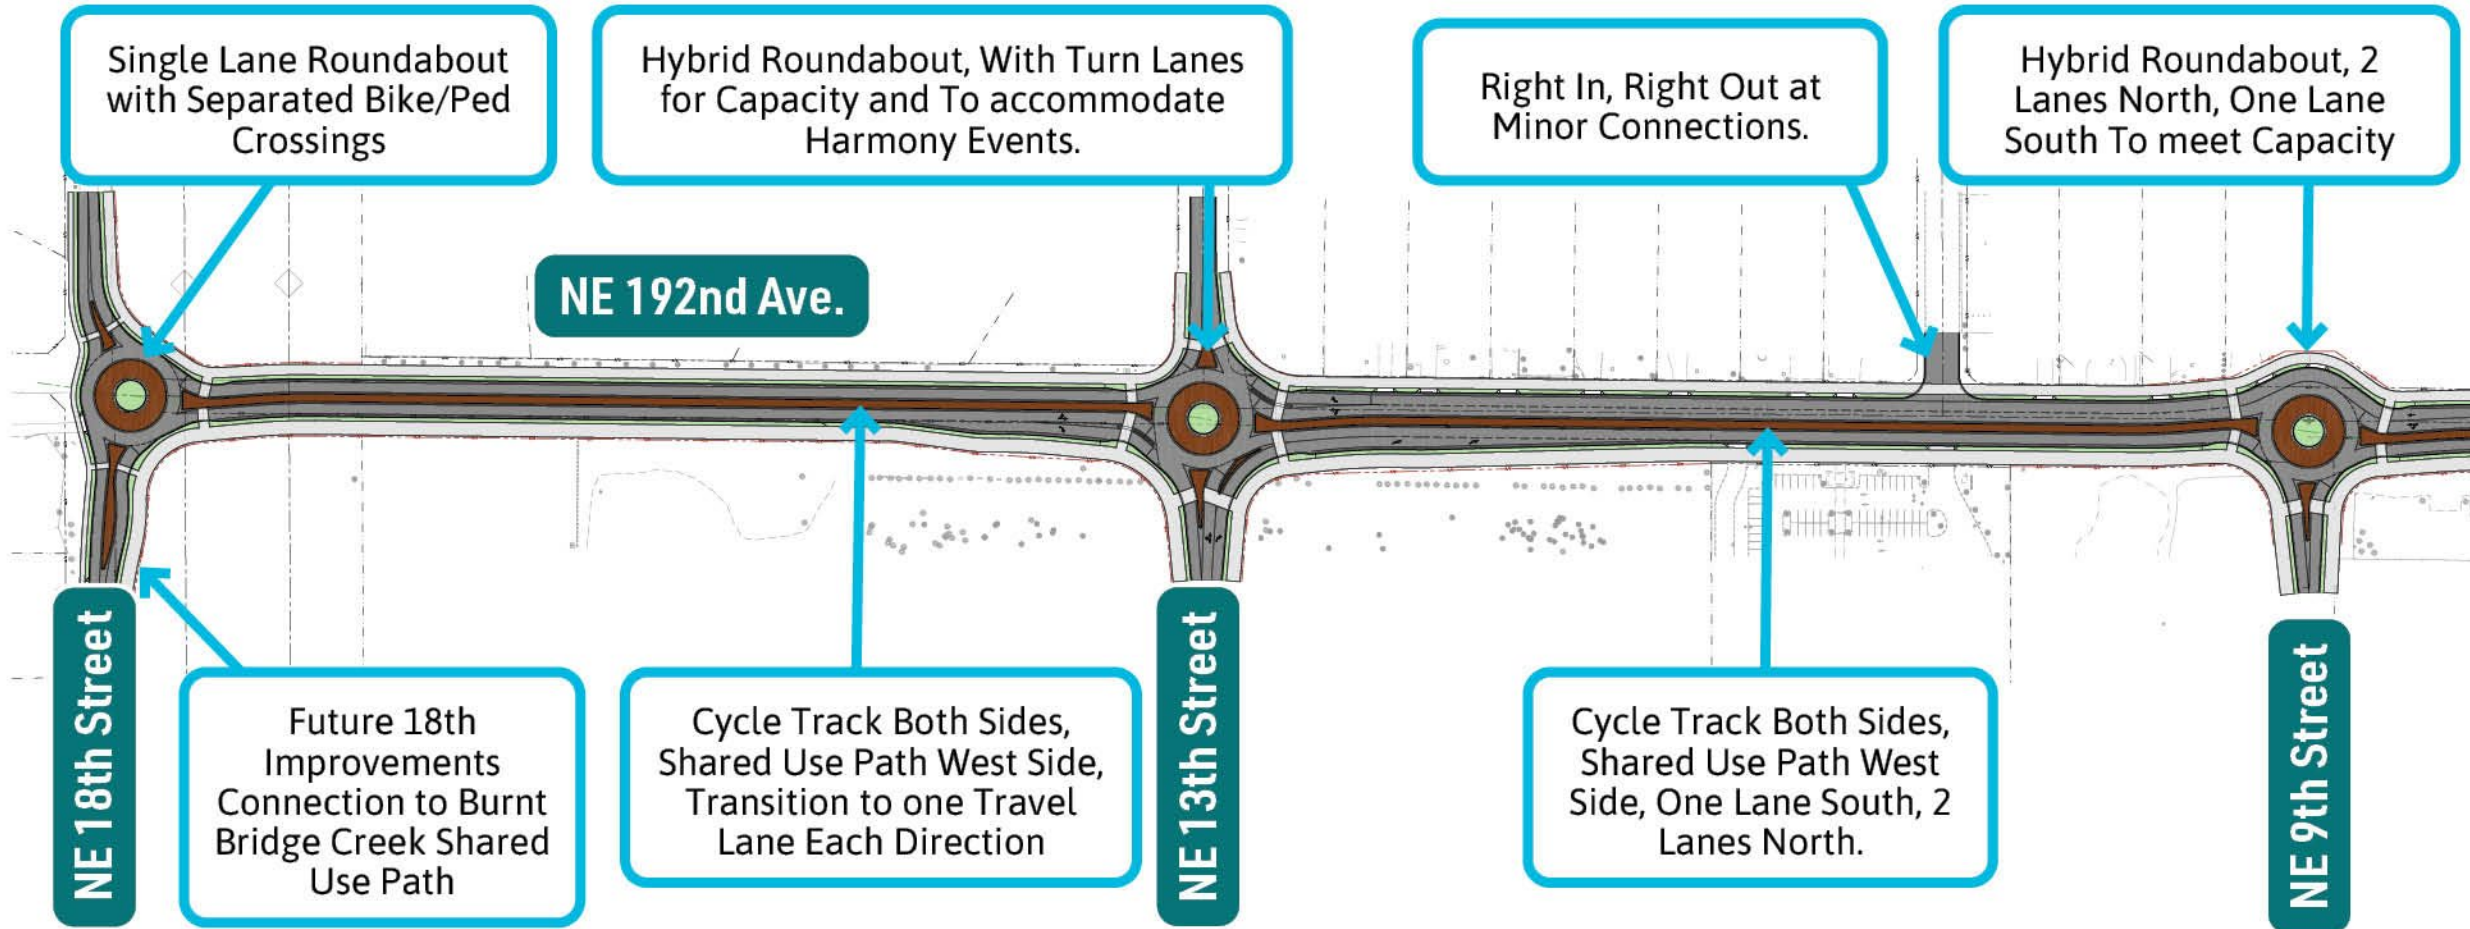 Single Lane Roundabout
with Separated Bike/Ped
Crossings
Hybrid Roundabout, With Turn Lanes
for Capacity and To accommodate
Harmony Events.
Right In, Right Out at
Minor Connections.
Hybrid Roundabout, 2
Lanes North, One Lane
South To meet Capacity
NE 192nd Ave.
NE 18th Street
Future 18th
Improvements
Connection to Burnt
Bridge Creek Shared
Use Path
Cycle Track Both Sides,
Shared Use Path West Side,
Transition to one Travel
Lane Each Direction
NE 13th Street
Cycle Track Both Sides,
Shared Use Path West
Side, One Lane South, 2
Lanes North.
NE 9th Street